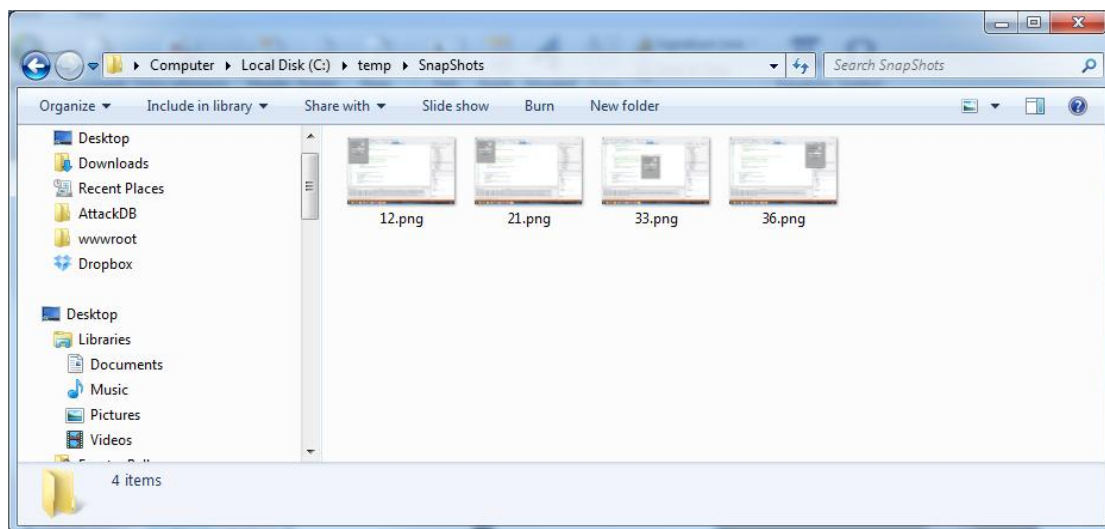 Computer Local Disk (C:) temp SnapShots
Search SnapShots
Organize Include in library Share with Slide show Burn New folder
Desktop
Downloads
Recent Places
AttackDB
wwwroot
Dropbox
Desktop
Libraries
Documents
Music
Pictures
Videos
12.png 21.png 33.png 36.png
4 items